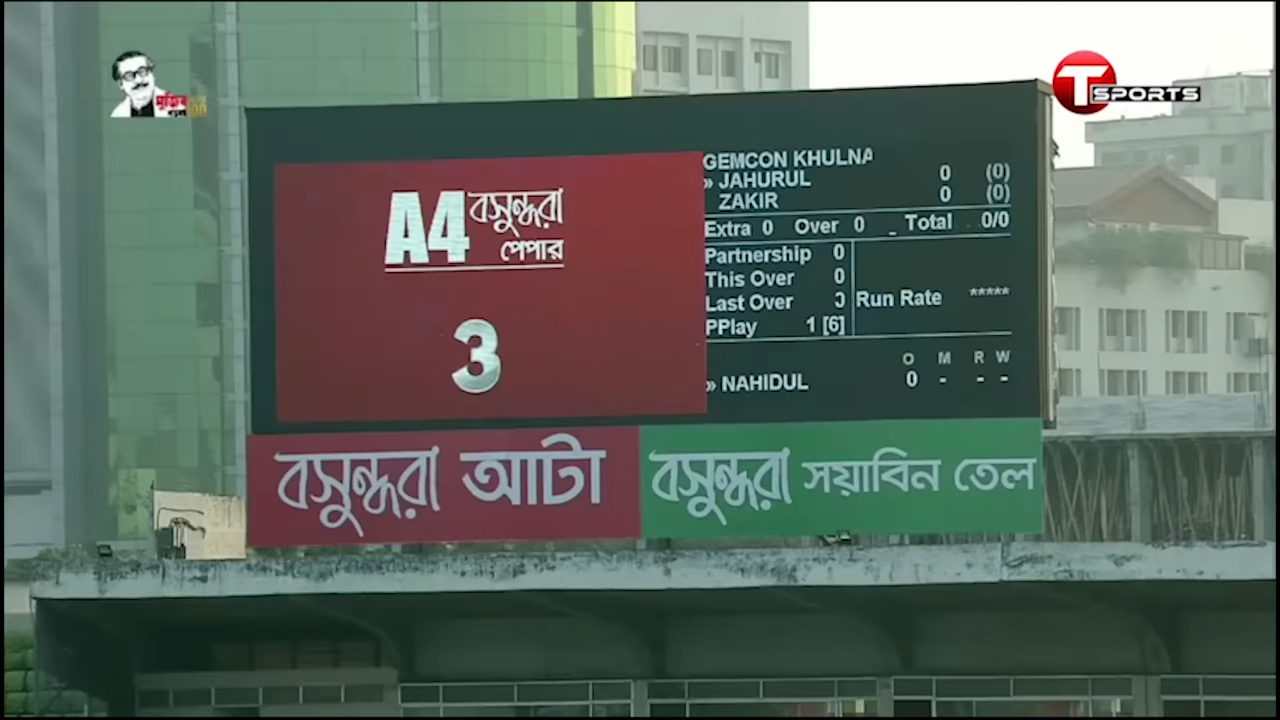 মুজিব
T SPORTS
A4 বসুন্ধরা
পেপার
3
GEMCON KHULNA
» JAHURUL 0 (0)
ZAKIR 0 (0)
Extra 0 Over 0 _ Total 0/0
Partnership 0
This Over 0
Last Over 0 Run Rate *****
PPlay 1 [6]
O M R W
» NAHIDUL 0 - - -
বসুন্ধরা আটা
বসুন্ধরা সয়াবিন তেল